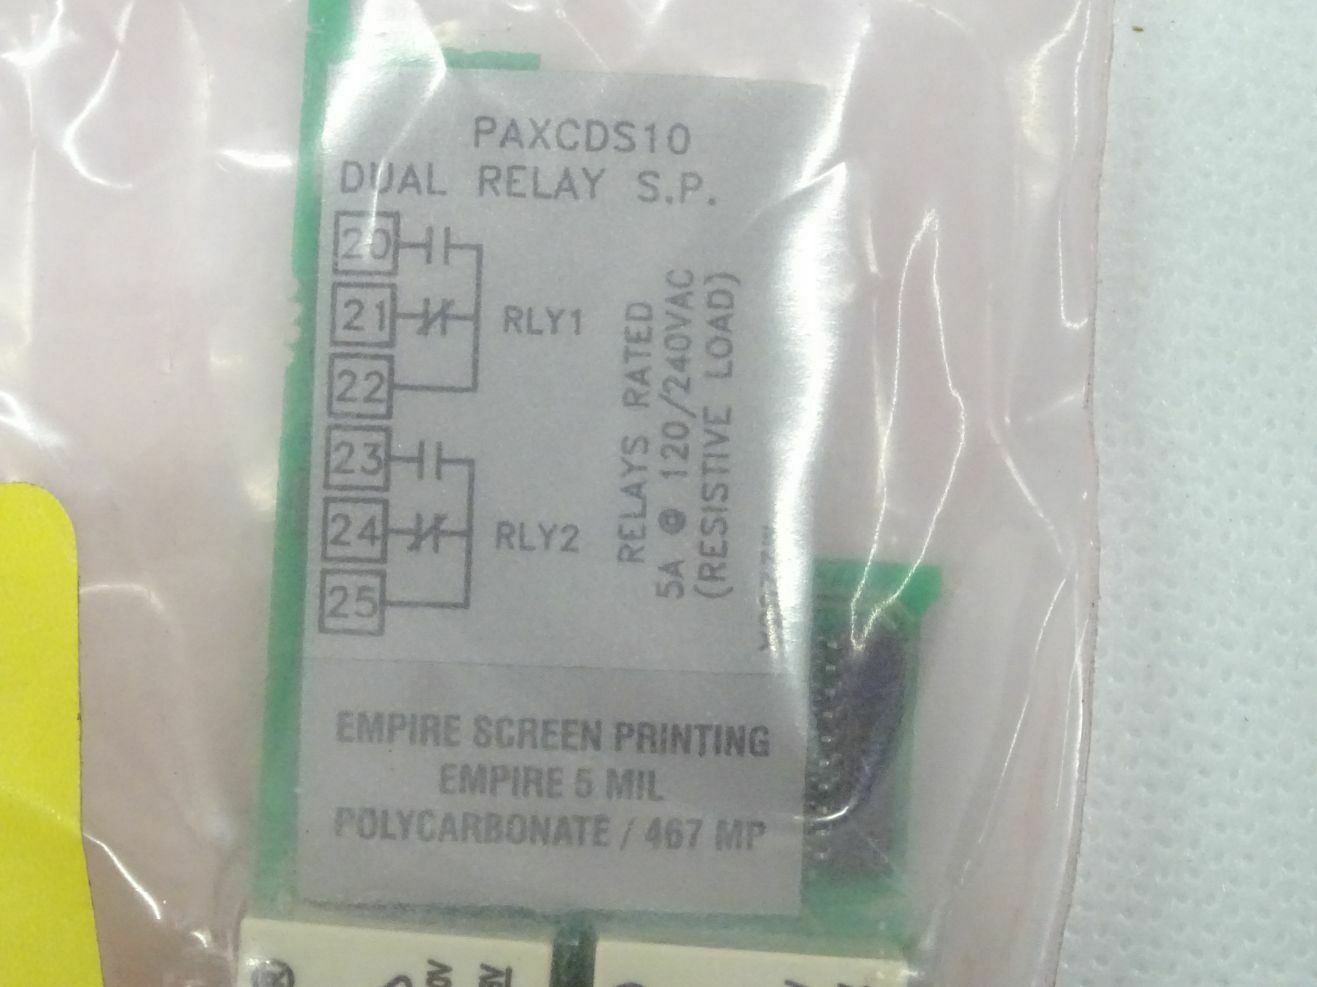 PAXCDS10
DUAL RELAY S.P.
20
21
22
RLY1
23
24
25
RLY2
RELAYS RATED
5A @ 120/240VAC
(RESISTIVE LOAD)
EMPIRE SCREEN PRINTING
EMPIRE 5 MIL
POLYCARBONATE / 467 MP